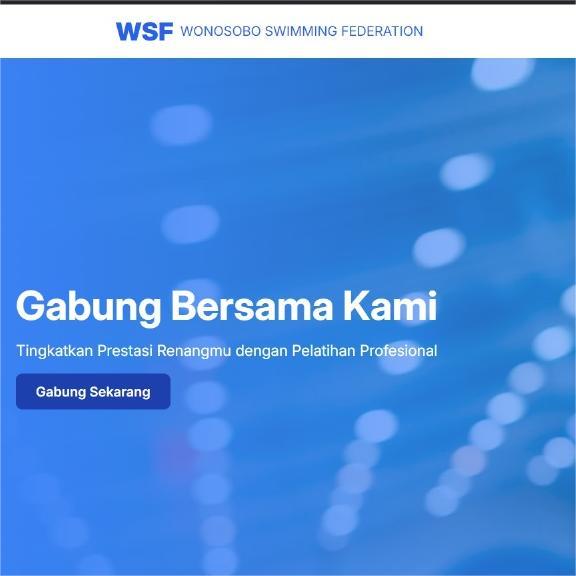 WSF WONOSOBO SWIMMING FEDERATION
Gabung Bersama Kami
Tingkatkan Prestasi Renangmu dengan Pelatihan Profesional
Gabung Sekarang